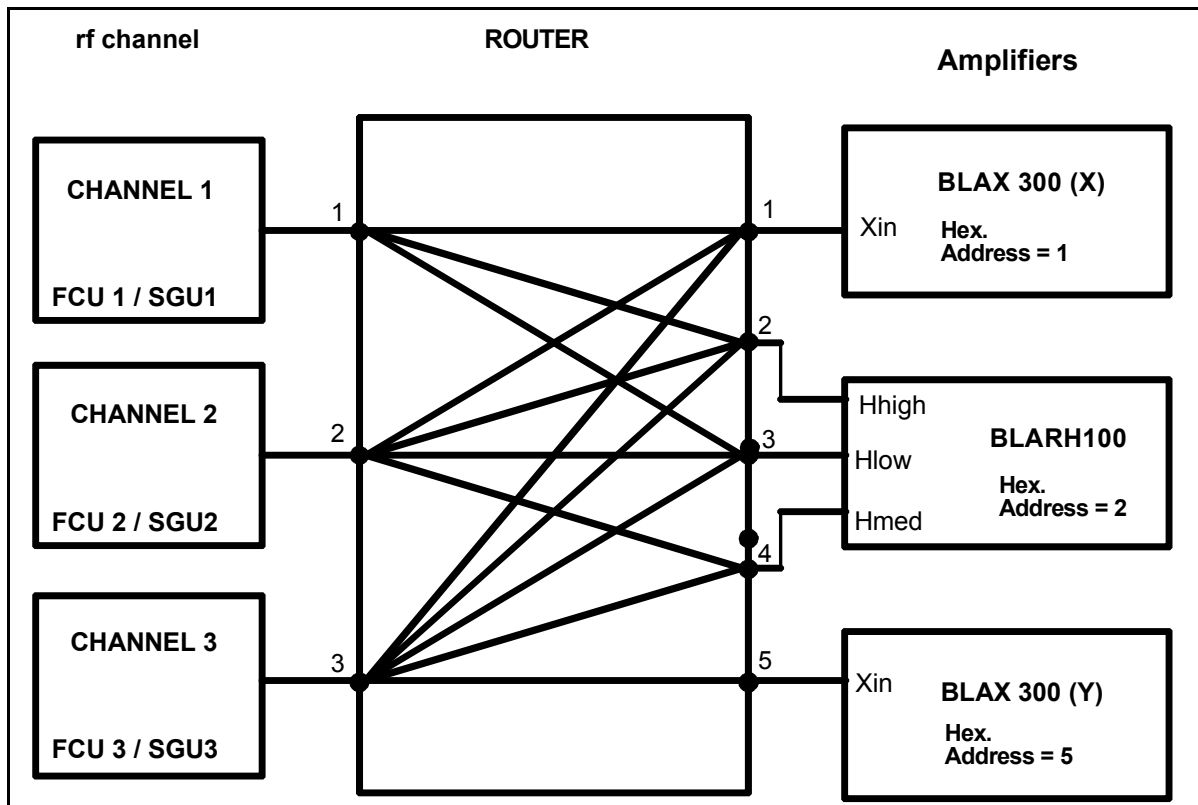 rf channel
ROUTER
Amplifiers
CHANNEL 1
FCU 1 / SGU1
CHANNEL 2
FCU 2 / SGU2
CHANNEL 3
FCU 3 / SGU3
1
2
3
1
2
3
4
5
Xin
BLAX 300 (X)
Hex.
Address = 1
Hhigh
Hlow
Hmed
BLARH100
Hex.
Address = 2
Xin
BLAX 300 (Y)
Hex.
Address = 5